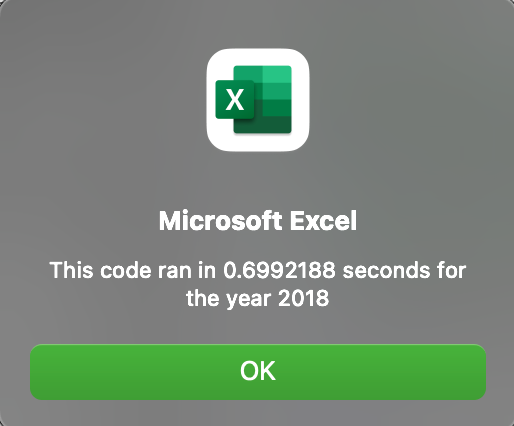 X
Microsoft Excel
This code ran in 0.6992188 seconds for
the year 2018
OK